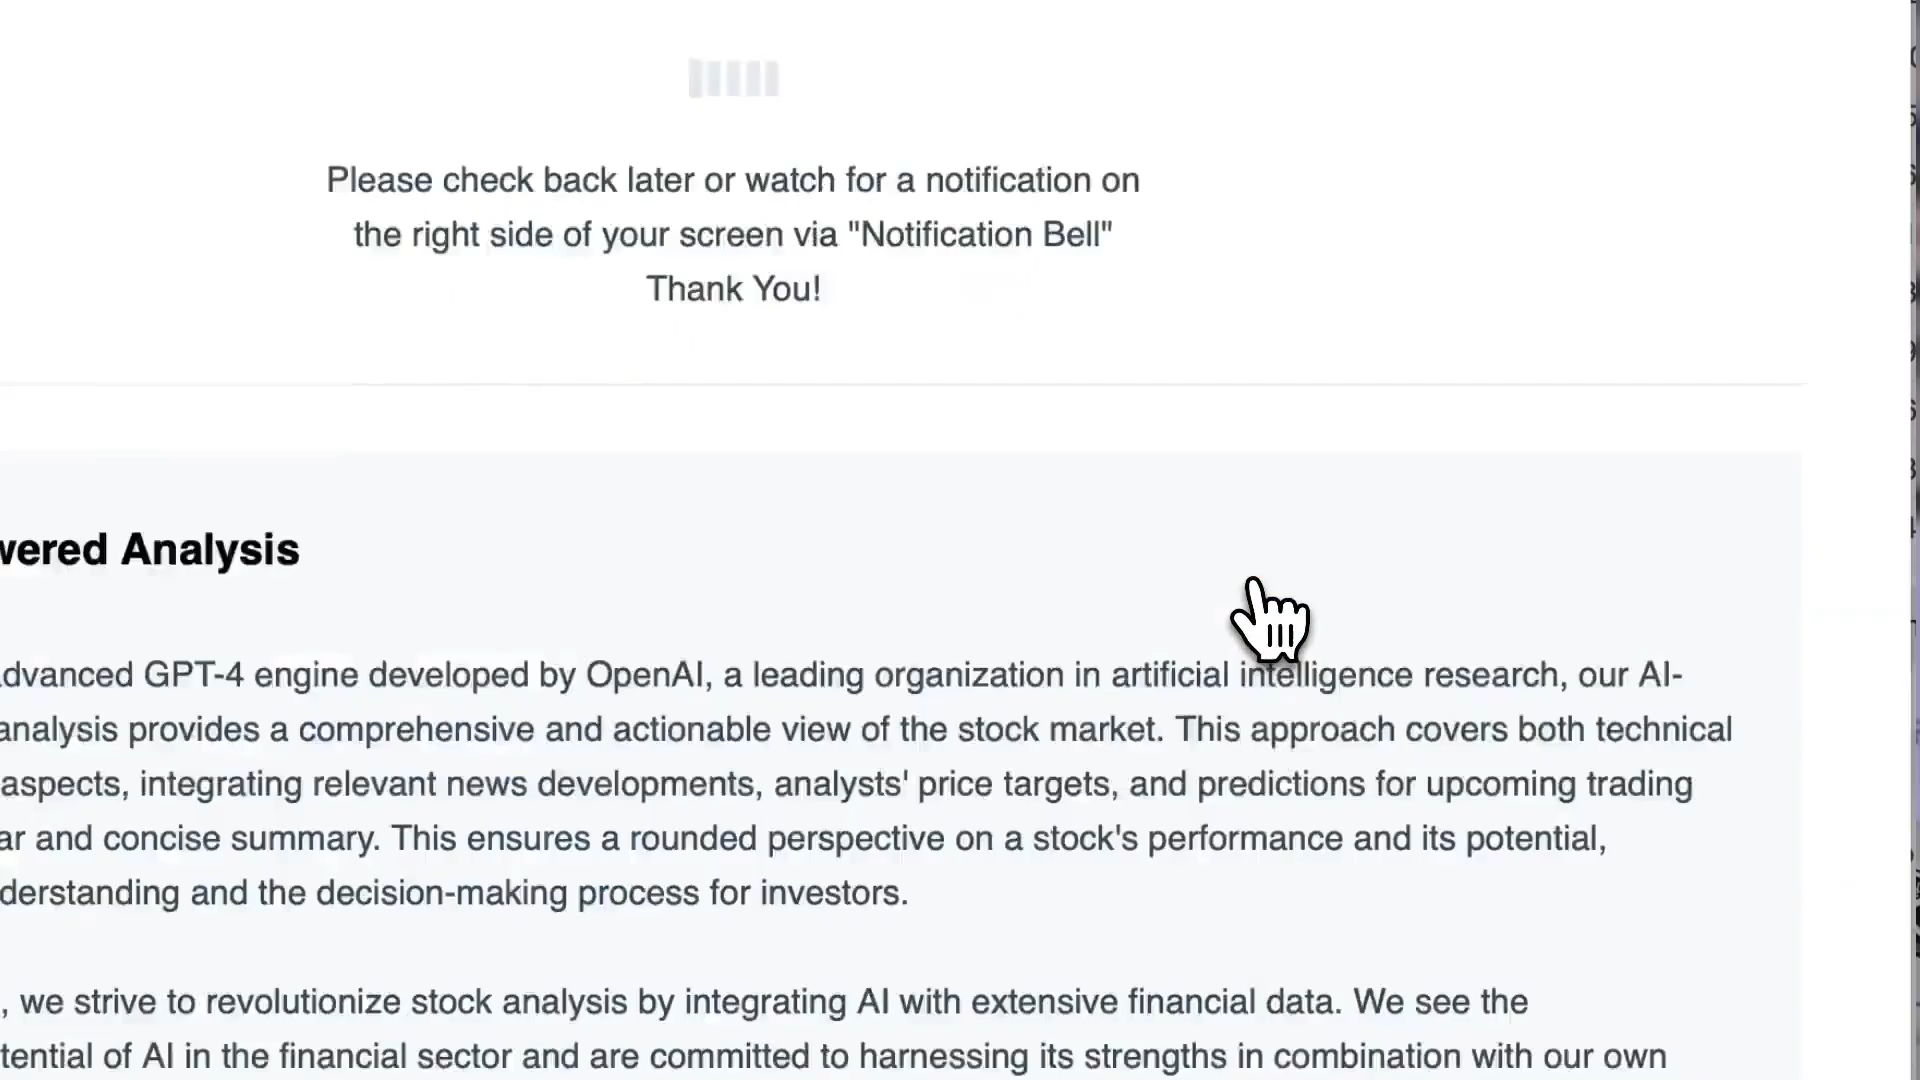 Please check back later or watch for a notification on
the right side of your screen via "Notification Bell"
Thank You!
Analysis
GPT-4 engine developed by OpenAI, a leading organization in artificial intelligence research, our AI-
analysis provides a comprehensive and actionable view of the stock market. This approach covers both technical
aspects, integrating relevant news developments, analysts' price targets, and predictions for upcoming trading
and concise summary. This ensures a rounded perspective on a stock's performance and its potential,
and the decision-making process for investors.
, we strive to revolutionize stock analysis by integrating AI with extensive financial data. We see the
of AI in the financial sector and are committed to harnessing its strengths in combination with our own